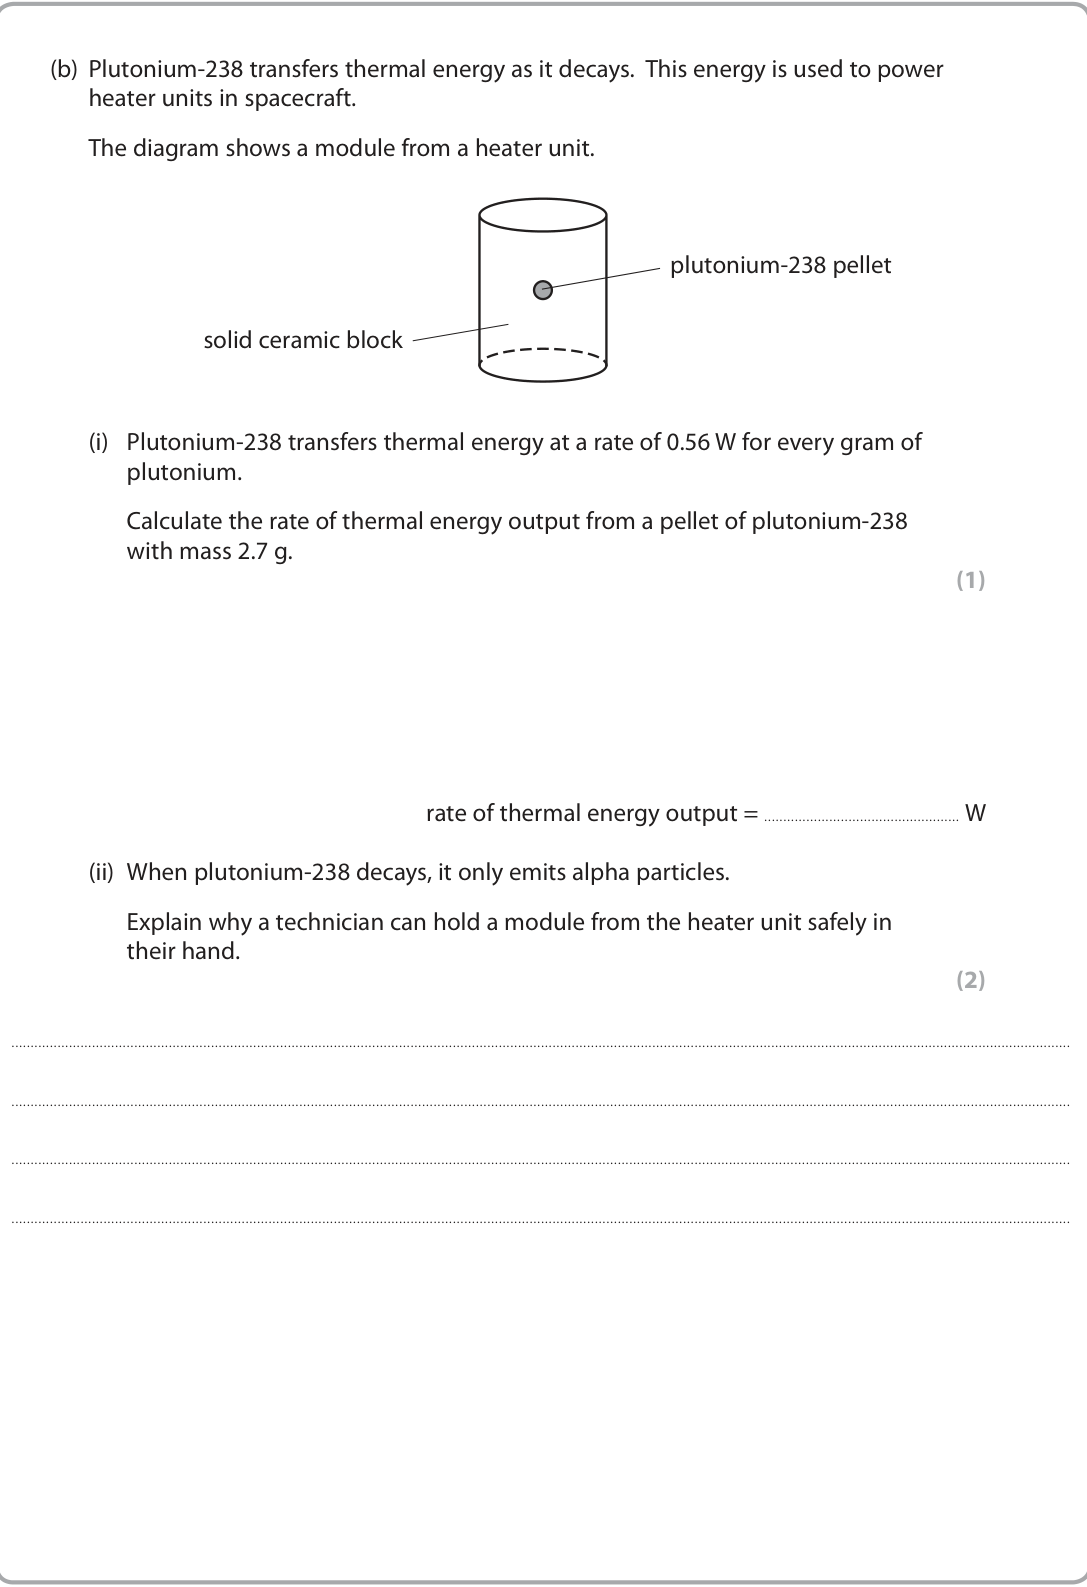 (b) Plutonium-238 transfers thermal energy as it decays. This energy is used to power
heater units in spacecraft.
The diagram shows a module from a heater unit.
plutonium-238 pellet
solid ceramic block
(i) Plutonium-238 transfers thermal energy at a rate of 0.56 W for every gram of
plutonium.
Calculate the rate of thermal energy output from a pellet of plutonium-238
with mass 2.7 g.
(1)
rate of thermal energy output = .................................................. W
(ii) When plutonium-238 decays, it only emits alpha particles.
Explain why a technician can hold a module from the heater unit safely in
their hand.
(2)